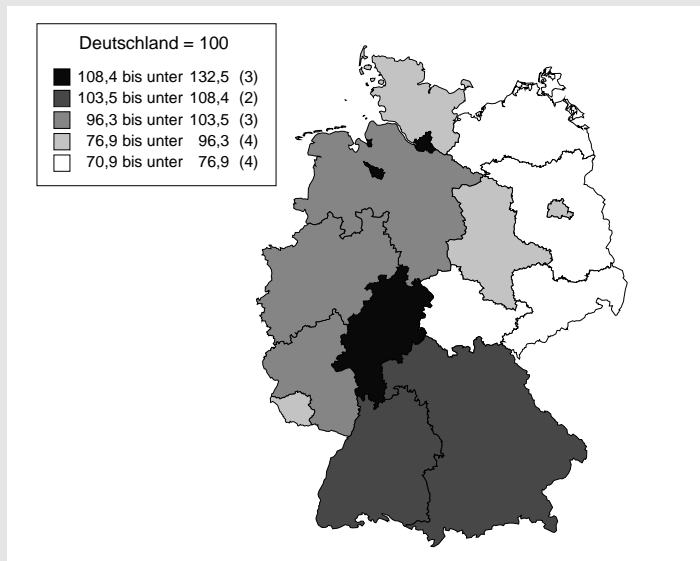 Deutschland = 100
108,4 bis unter 132,5 (3)
103,5 bis unter 108,4 (2)
96,3 bis unter 103,5 (3)
76,9 bis unter 96,3 (4)
70,9 bis unter 76,9 (4)